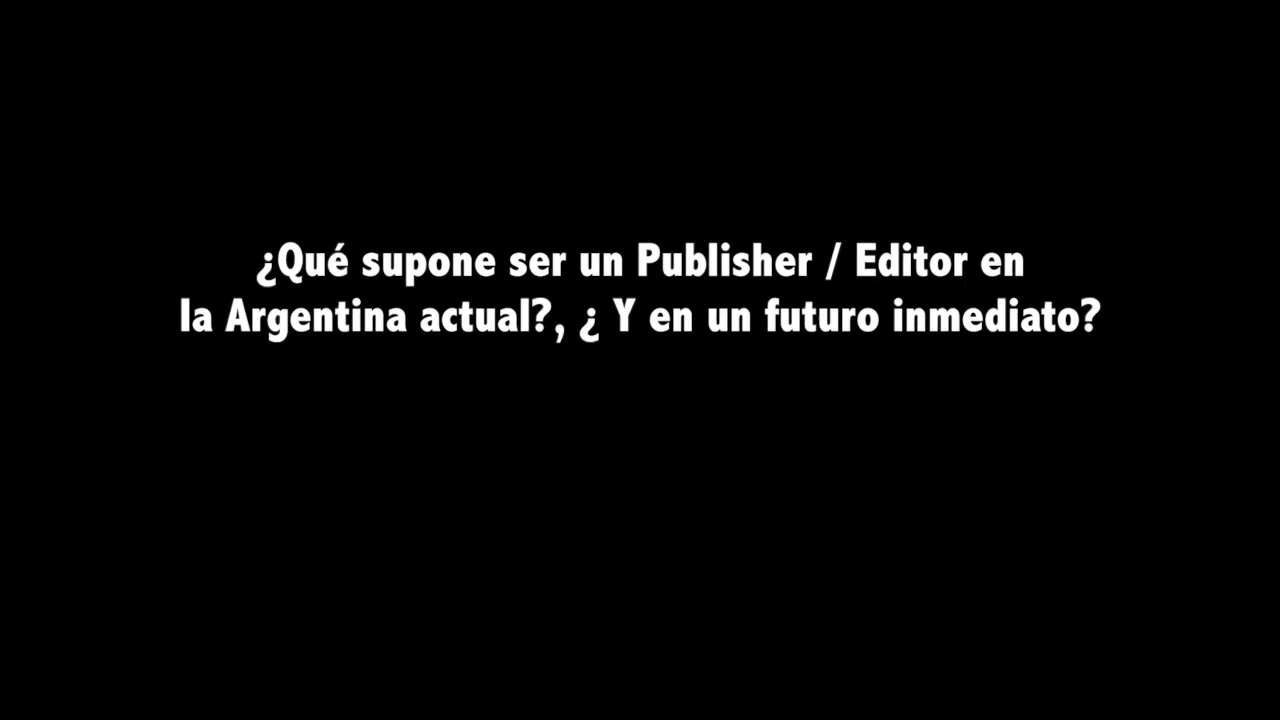 ¿Qué supone ser un Publisher / Editor en
la Argentina actual?, ¿ Y en un futuro inmediato?